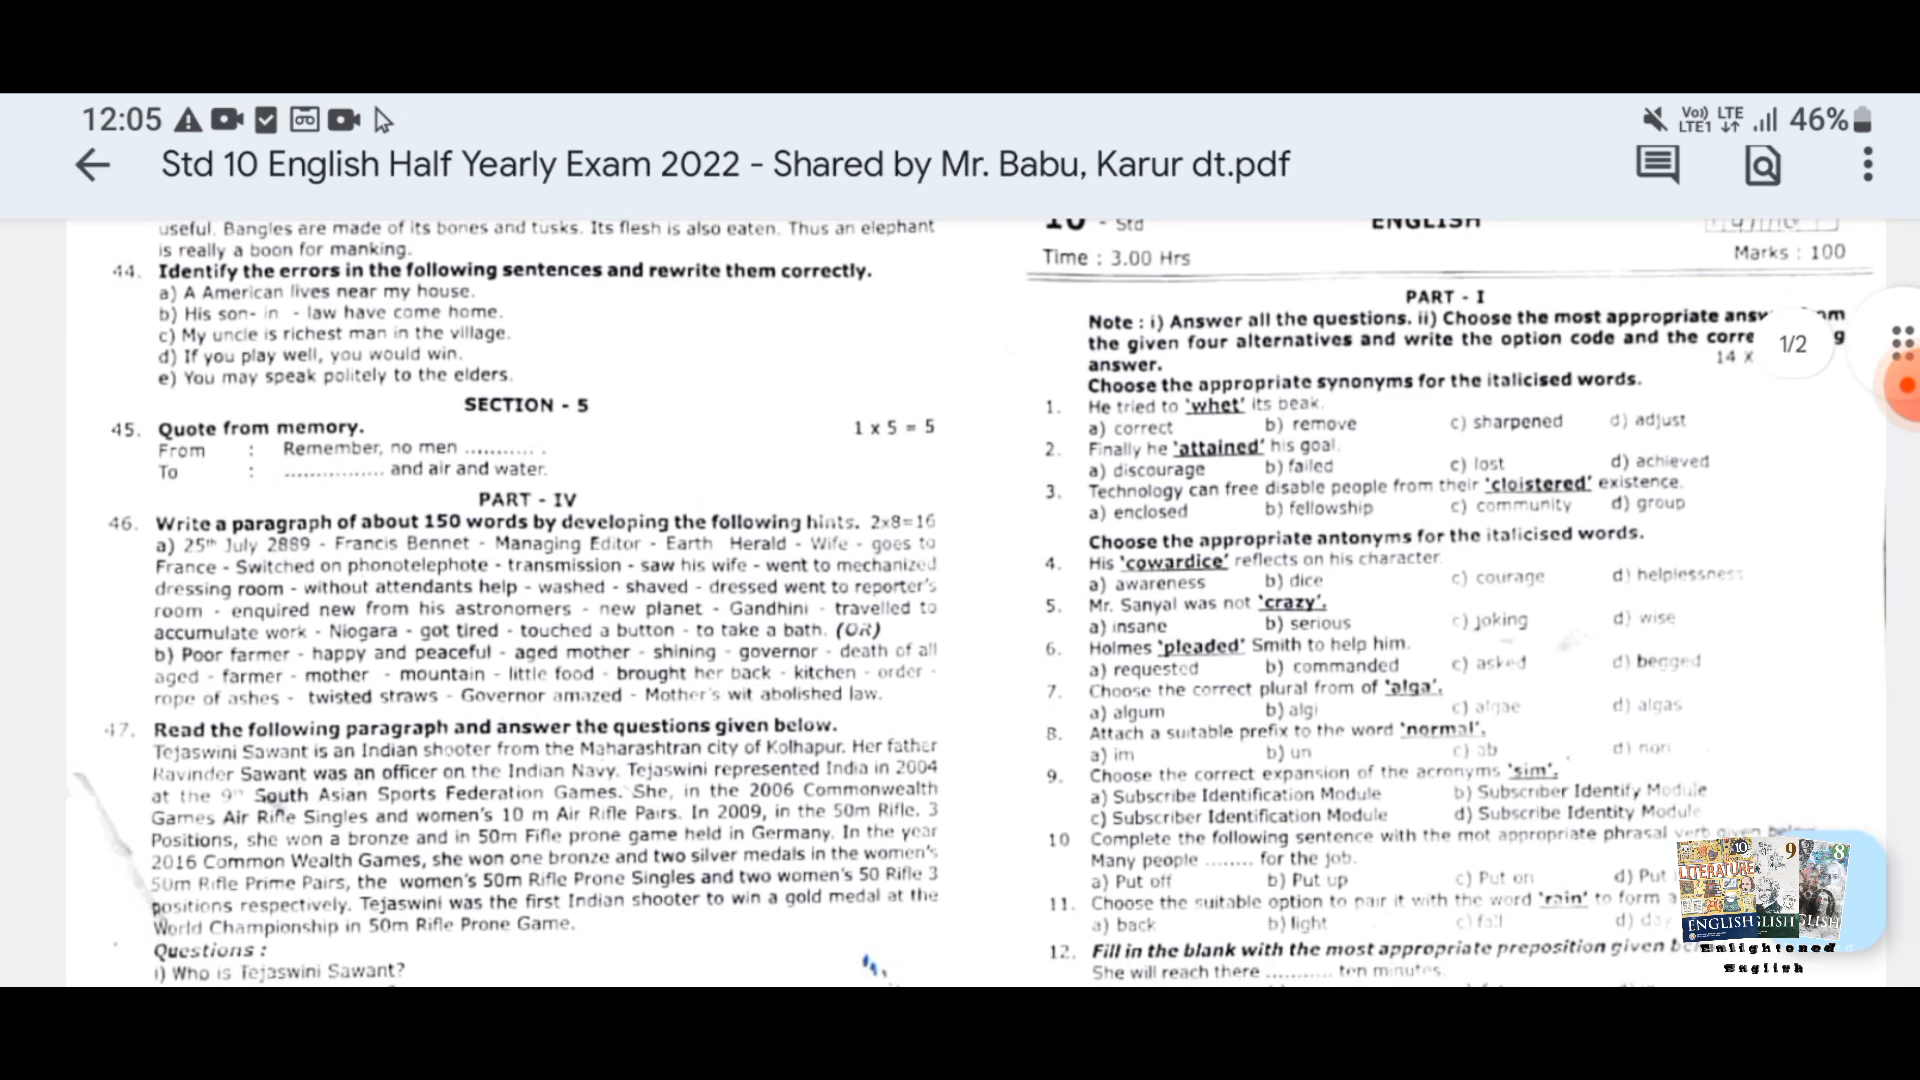 12:05
Vo)) LTE
LTE1
46%
Std 10 English Half Yearly Exam 2022 - Shared by Mr. Babu, Karur dt.pdf
useful. Bangles are made of its bones and tusks. Its flesh is also eaten. Thus an elephant
is really a boon for manking.
44. Identify the errors in the following sentences and rewrite them correctly.
a) A American lives near my house.
b) His son- in - law have come home.
c) My uncle is richest man in the village.
d) If you play well, you would win.
e) You may speak politely to the elders.
SECTION - 5
45. Quote from memory. 1 x 5 = 5
From : Remember, no men ........... .
To : ................ and air and water.
PART - IV
46. Write a paragraph of about 150 words by developing the following hints. 2x8=16
a) 25th July 2889 - Francis Bennet - Managing Editor - Earth Herald - Wife - goes to
France - Switched on phonotelephote - transmission - saw his wife - went to mechanized
dressing room - without attendants help - washed - shaved - dressed went to reporter's
room - enquired new from his astronomers - new planet - Gandhini - travelled to
accumulate work - Niogara - got tired - touched a button - to take a bath. (OR)
b) Poor farmer - happy and peaceful - aged mother - shining - governor - death of all
aged - farmer - mother - mountain - little food - brought her back - kitchen - order -
rope of ashes - twisted straws - Governor amazed - Mother's wit abolished law.
47. Read the following paragraph and answer the questions given below.
Tejaswini Sawant is an Indian shooter from the Maharashtran city of Kolhapur. Her father
Ravinder Sawant was an officer on the Indian Navy. Tejaswini represented India in 2004
at the 9th South Asian Sports Federation Games. She, in the 2006 Commonwealth
Games Air Rifle Singles and women's 10 m Air Rifle Pairs. In 2009, in the 50m Rifle. 3
Positions, she won a bronze and in 50m Fifle prone game held in Germany. In the year
2016 Common Wealth Games, she won one bronze and two silver medals in the women's
50m Rifle Prime Pairs, the women's 50m Rifle Prone Singles and two women's 50 Rifle 3
positions respectively. Tejaswini was the first Indian shooter to win a gold medal at the
World Championship in 50m Rifle Prone Game.
Questions :
i) Who is Tejaswini Sawant?
10 - Std ENGLISH
Time : 3.00 Hrs Marks : 100
PART - I
Note : i) Answer all the questions. ii) Choose the most appropriate
the given four alternatives and write the option code and the
answer. 14 x
1/2
Choose the appropriate synonyms for the italicised words.
1. He tried to 'whet' its beak.
a) correct b) remove c) sharpened d) adjust
2. Finally he 'attained' his goal.
a) discourage b) failed c) lost d) achieved
3. Technology can free disable people from their 'cloistered' existence.
a) enclosed b) fellowship c) community d) group
Choose the appropriate antonyms for the italicised words.
4. His 'cowardice' reflects on his character.
a) awareness b) dice c) courage d) helplessness
5. Mr. Sanyal was not 'crazy'.
a) insane b) serious c) joking d) wise
6. Holmes 'pleaded' Smith to help him.
a) requested b) commanded c) asked d) begged
7. Choose the correct plural from of 'alga'.
a) algum b) algi c) algae d) algas
8. Attach a suitable prefix to the word 'normal'.
a) im b) un c) ab d) non
9. Choose the correct expansion of the acronyms 'sim'.
a) Subscribe Identification Module b) Subscriber Identify Module
c) Subscriber Identification Module d) Subscribe Identity Module
10 Complete the following sentence with the mot appropriate phrasal verb given
Many people ........ for the job.
a) Put off b) Put up c) Put on d) Put
11. Choose the suitable option to pair it with the word 'rain' to form a
a) back b) light c) fall d) day
12. Fill in the blank with the most appropriate preposition given
She will reach there .......... ten minutes.
10 9 8
LITERATURE
ENGLISH
Enlightened
English